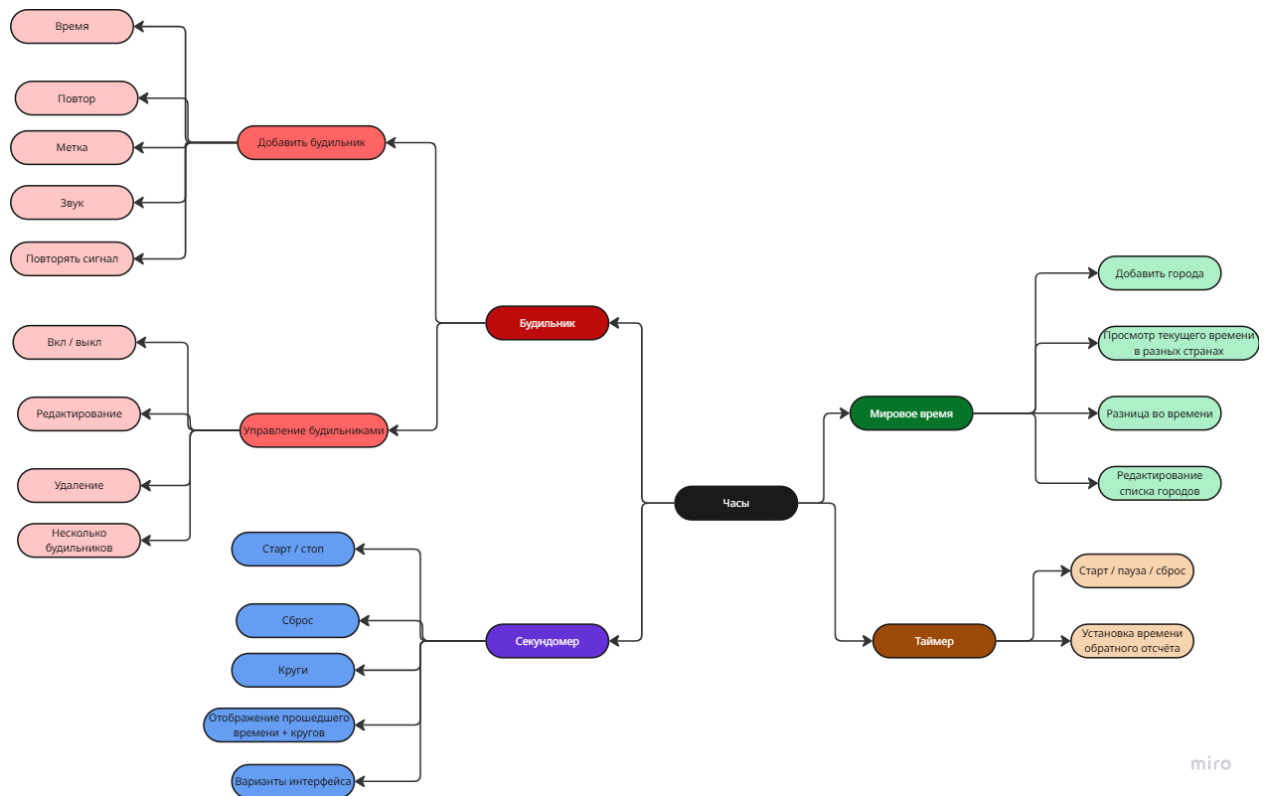 Время
Повтор
Метка
Звук
Повторять сигнал
Добавить будильник
Вкл / выкл
Редактирование
Удаление
Несколько
будильников
Управление будильниками
Будильник
Старт / стоп
Сброс
Круги
Отображение прошедшего
времени + кругов
Варианты интерфейса
Секундомер
Часы
Мировое время
Добавить города
Просмотр текущего времени
в разных странах
Разница во времени
Редактирование
списка городов
Таймер
Старт / пауза / сброс
Установка времени
обратного отсчёта
miro